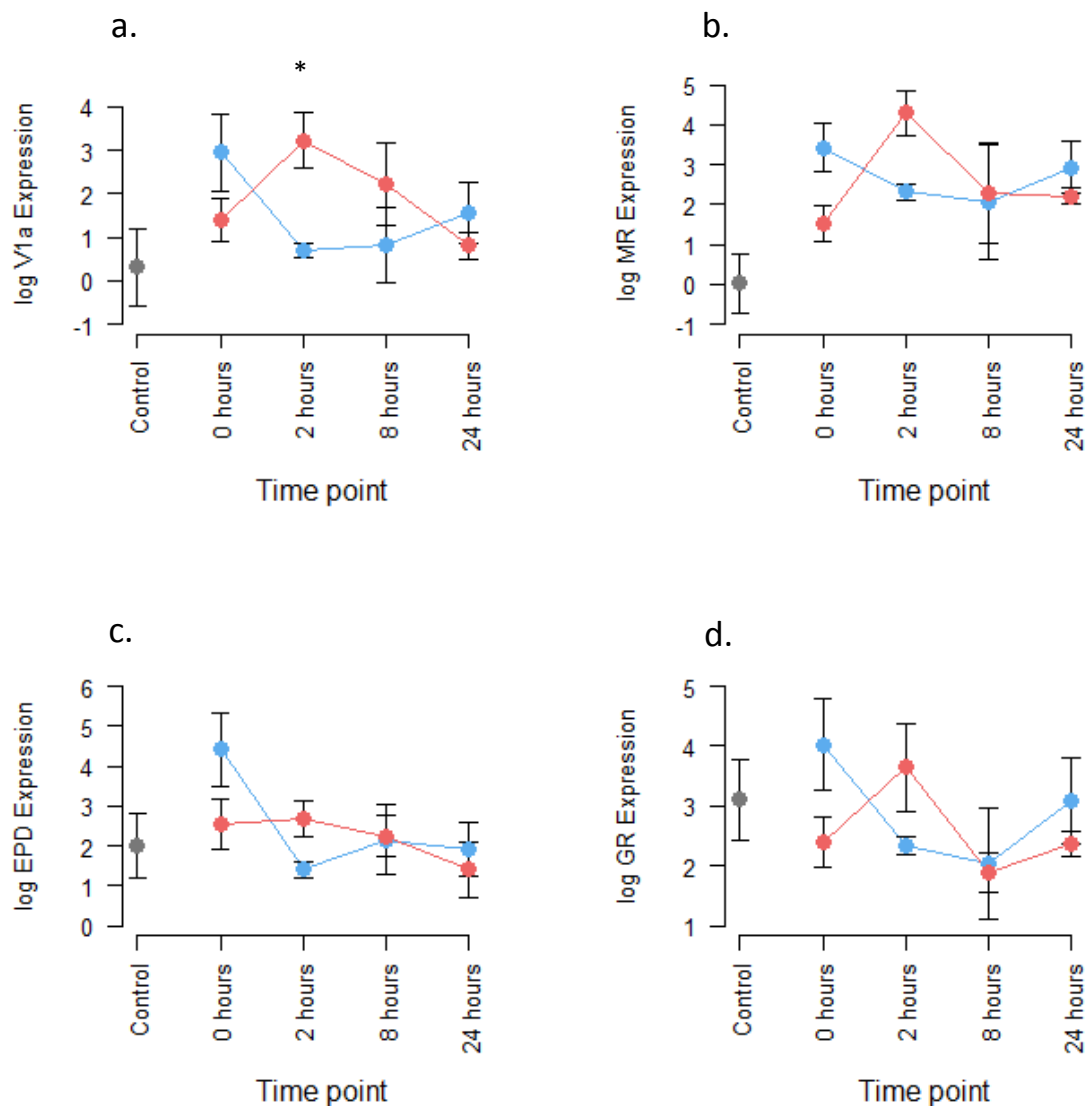 a.
*
log V1a Expression
4
3
2
1
0
-1
Control
0 hours
2 hours
8 hours
24 hours
Time point
b.
log MR Expression
5
4
3
2
1
0
-1
Control
0 hours
2 hours
8 hours
24 hours
Time point
c.
log EPD Expression
6
5
4
3
2
1
0
Control
0 hours
2 hours
8 hours
24 hours
Time point
d.
log GR Expression
5
4
3
2
1
Control
0 hours
2 hours
8 hours
24 hours
Time point